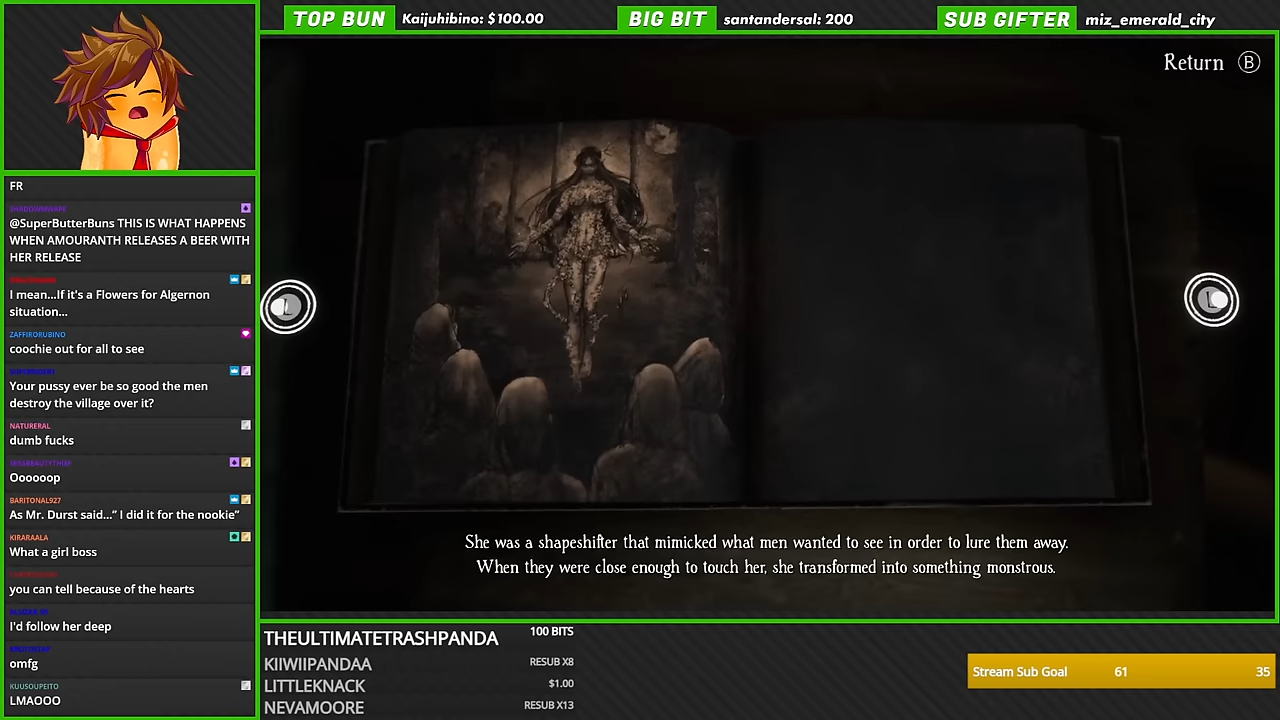 TOP BUN Kaijuhibino: $100.00 BIG BIT santandersal: 200 SUB GIFTER miz_emerald_city
Return B
FR
@SuperButterBuns THIS IS WHAT HAPPENS
WHEN AMOURANTH RELEASES A BEER WITH
HER RELEASE
I mean...If it's a Flowers for Algernon
situation...
ZAFFIRORUBINO
coochie out for all to see
Your pussy ever be so good the men
destroy the village over it?
NATURERAL
dumb fucks
Oooooop
BARITONAL927
As Mr. Durst said...” I did it for the nookie”
KIRARAALA
What a girl boss
you can tell because of the hearts
I'd follow her deep
omfg
KUUSOUPEITO
LMAOOO
L
L
She was a shapeshifter that mimicked what men wanted to see in order to lure them away.
When they were close enough to touch her, she transformed into something monstrous.
THEULTIMATETRASHPANDA 100 BITS
KIIWIIPANDAA RESUB X8
LITTLEKNACK $1.00
NEVAMOORE RESUB X13
Stream Sub Goal 61 35